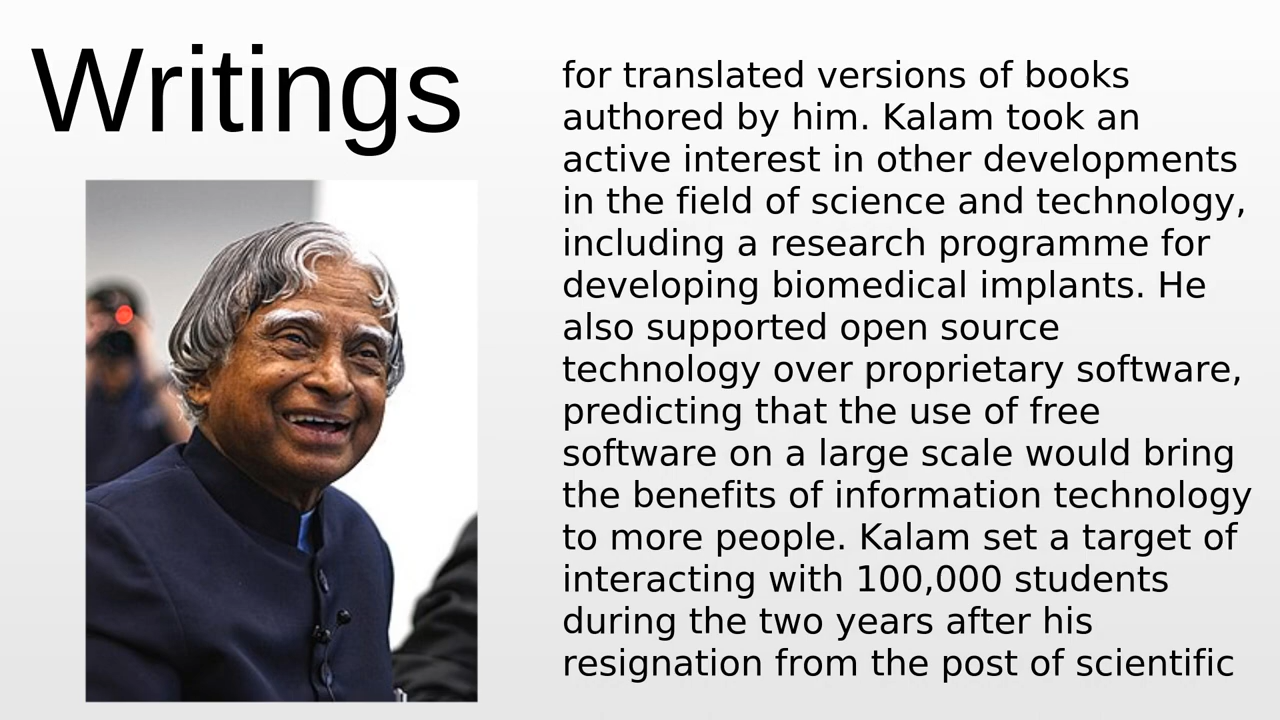 Writings
for translated versions of books
authored by him. Kalam took an
active interest in other developments
in the field of science and technology,
including a research programme for
developing biomedical implants. He
also supported open source
technology over proprietary software,
predicting that the use of free
software on a large scale would bring
the benefits of information technology
to more people. Kalam set a target of
interacting with 100,000 students
during the two years after his
resignation from the post of scientific